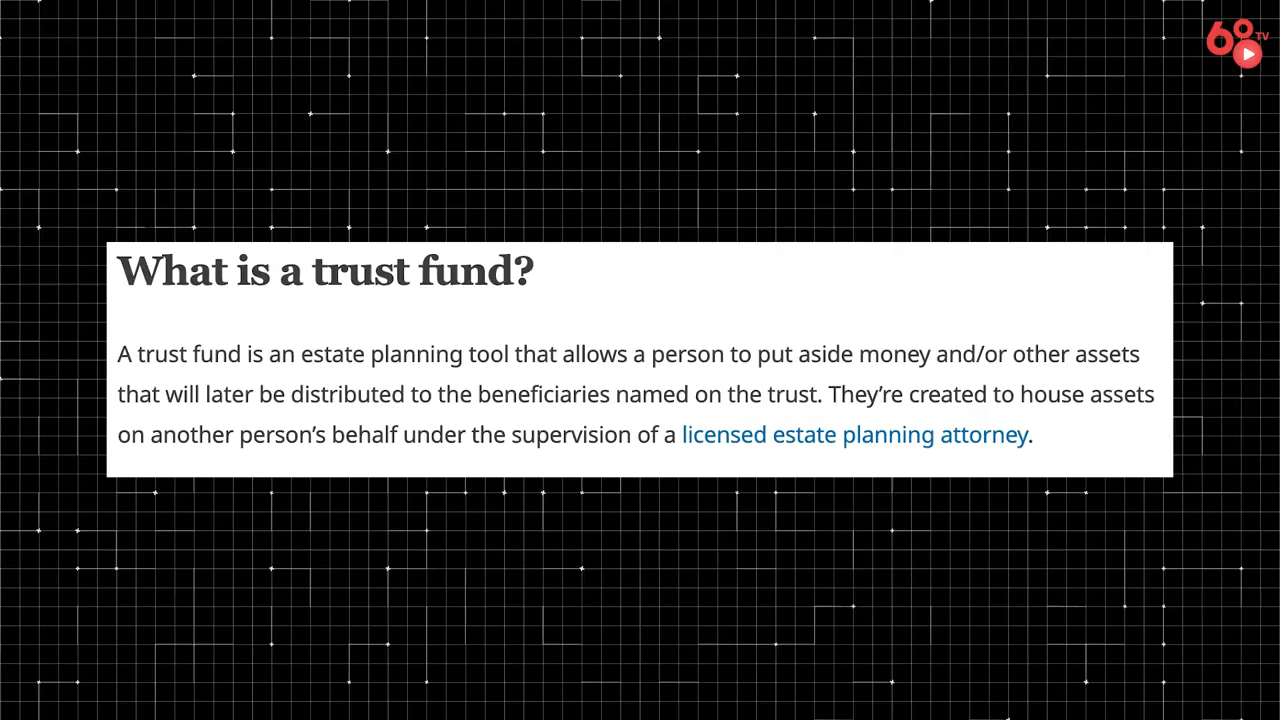 6° TV
What is a trust fund?
A trust fund is an estate planning tool that allows a person to put aside money and/or other assets
that will later be distributed to the beneficiaries named on the trust. They’re created to house assets
on another person’s behalf under the supervision of a licensed estate planning attorney.